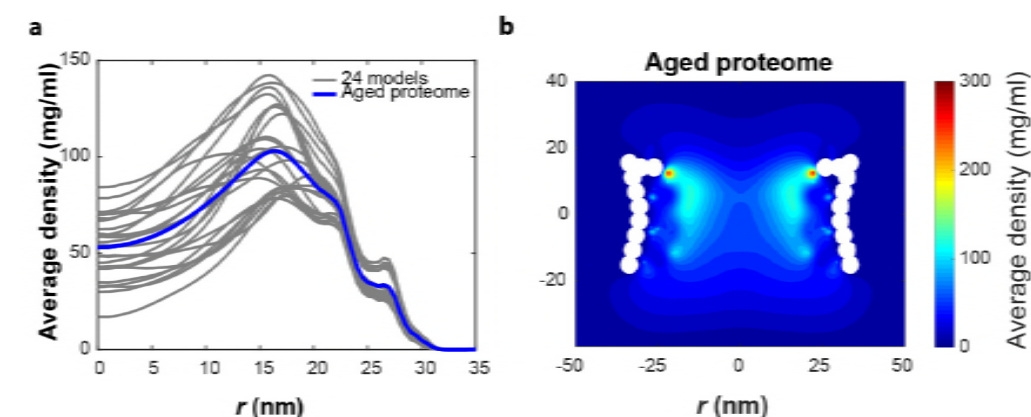 a
150
100
50
0
Average density (mg/ml)
24 models
Aged proteome
0 5 10 15 20 25 30 35
r (nm)
b
Aged proteome
40
20
0
-20
-50 -25 0 25 50
r (nm)
300
200
100
0
Average density (mg/ml)